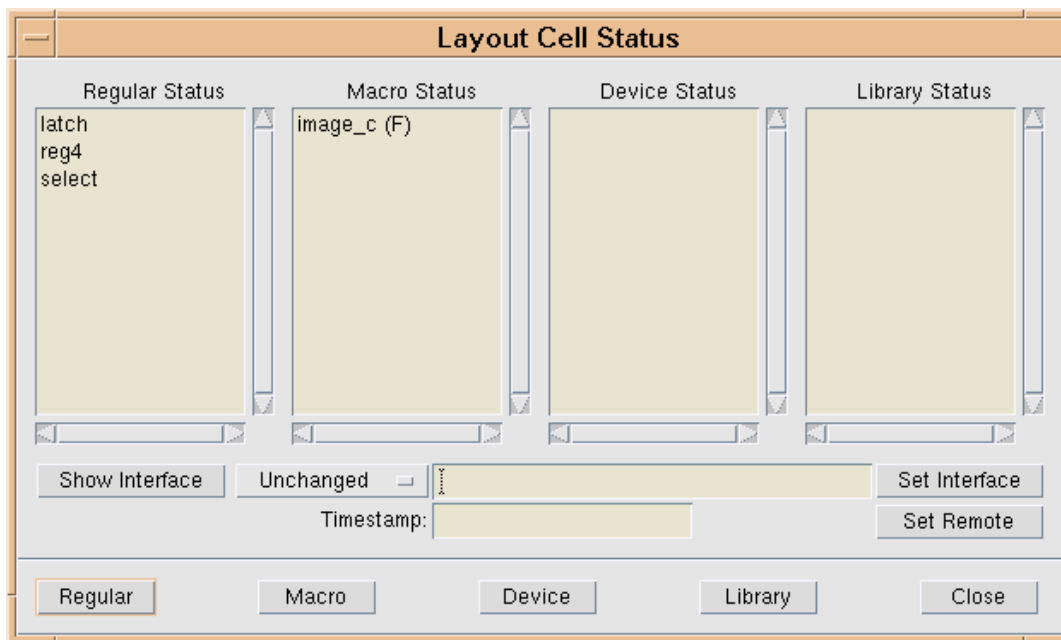 Layout Cell Status
Regular Status Macro Status Device Status Library Status
latch image_c (F)
reg4
select
Show Interface Unchanged Set Interface
Timestamp: Set Remote
Regular Macro Device Library Close